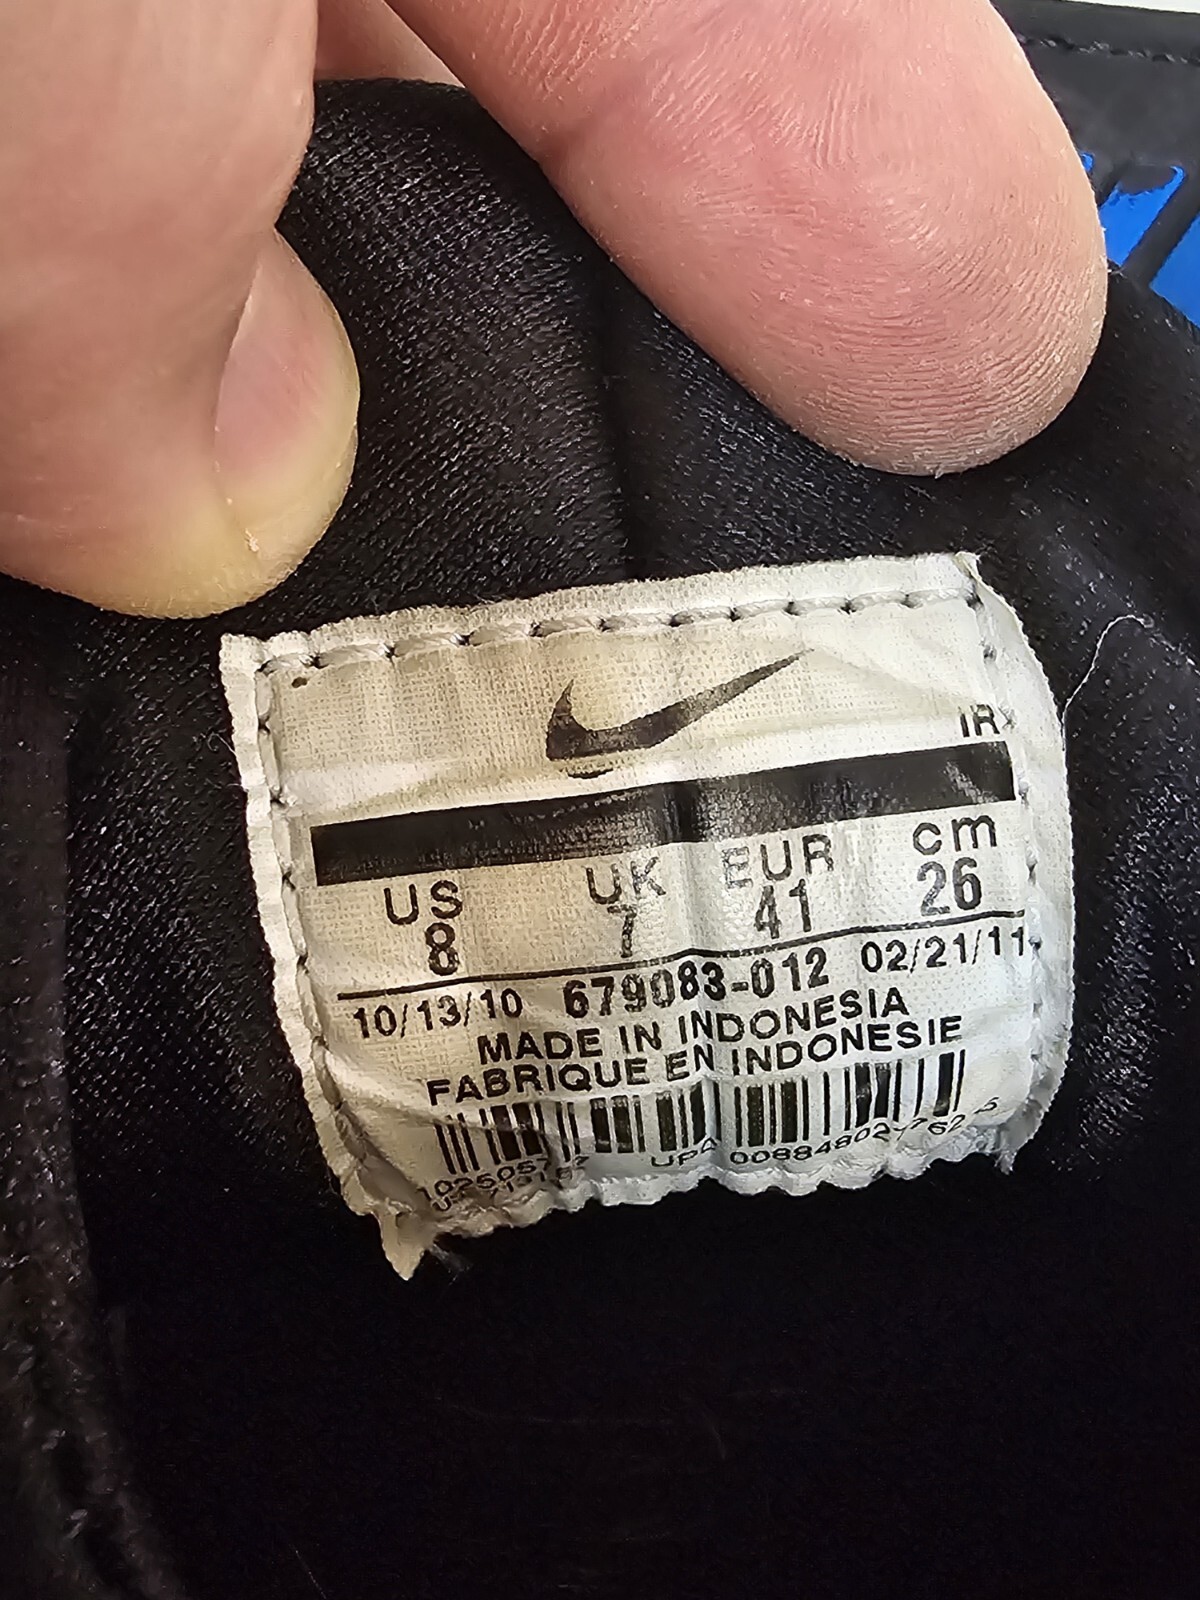 IR
US UK EUR cm
8 7 41 26
10/13/10 679083-012 02/21/11
MADE IN INDONESIA
FABRIQUE EN INDONESIE